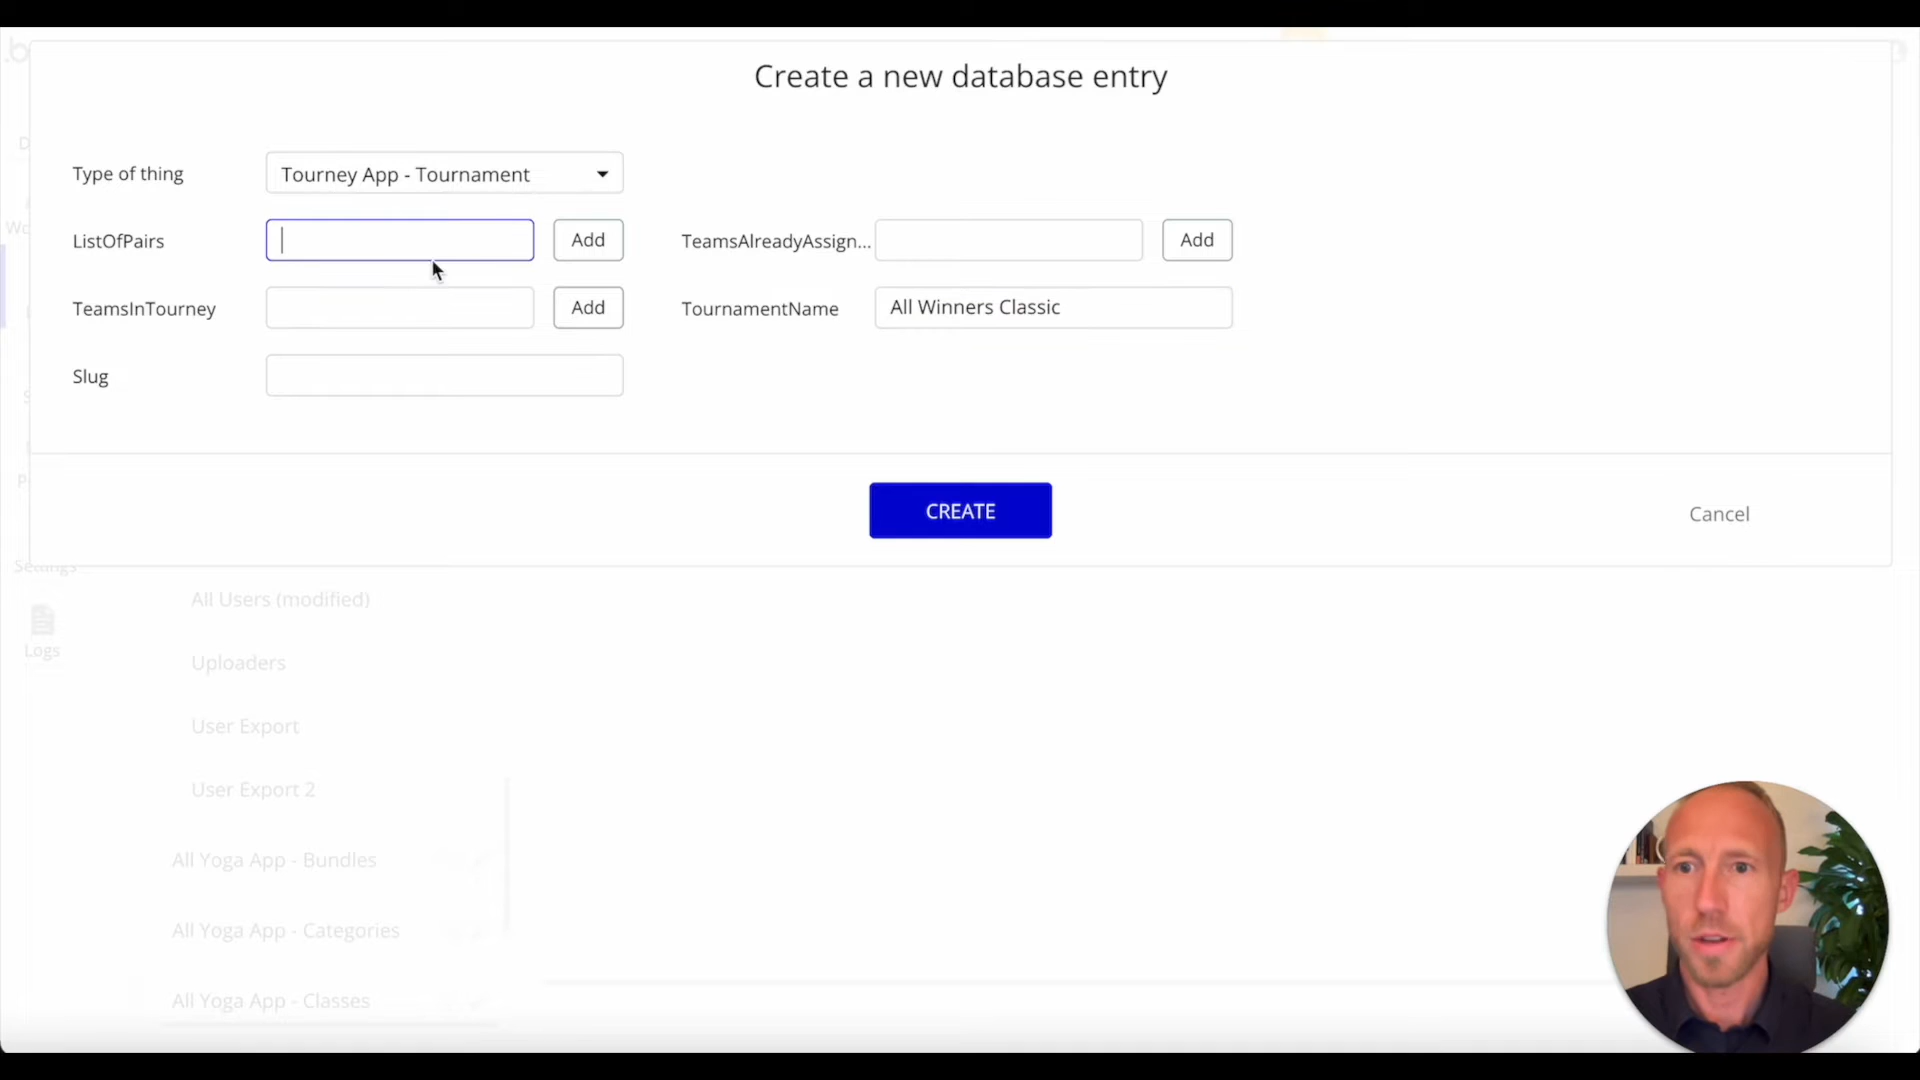 .b
Create a new database entry
D
Type of thing
Tourney App - Tournament
Wo
ListOfPairs
Add
TeamsAlreadyAssign...
Add
TeamsInTourney
Add
TournamentName
All Winners Classic
Slug
CREATE
Cancel
Settings
All Users (modified)
Logs
Uploaders
User Export
User Export 2
All Yoga App - Bundles
All Yoga App - Categories
All Yoga App - Classes